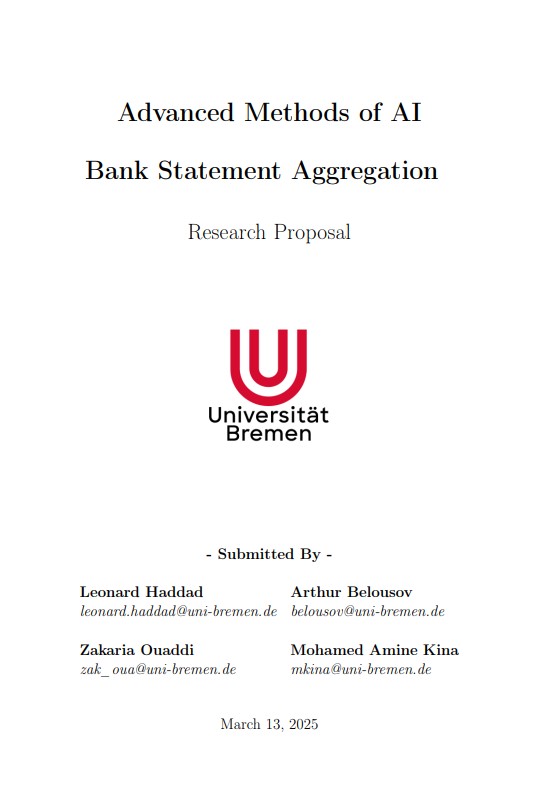 Advanced Methods of AI
Bank Statement Aggregation
Research Proposal
Universität
Bremen
- Submitted By -
Leonard Haddad Arthur Belousov
leonard.haddad@uni-bremen.de belousov@uni-bremen.de
Zakaria Ouaddi Mohamed Amine Kina
zak_oua@uni-bremen.de mkina@uni-bremen.de
March 13, 2025